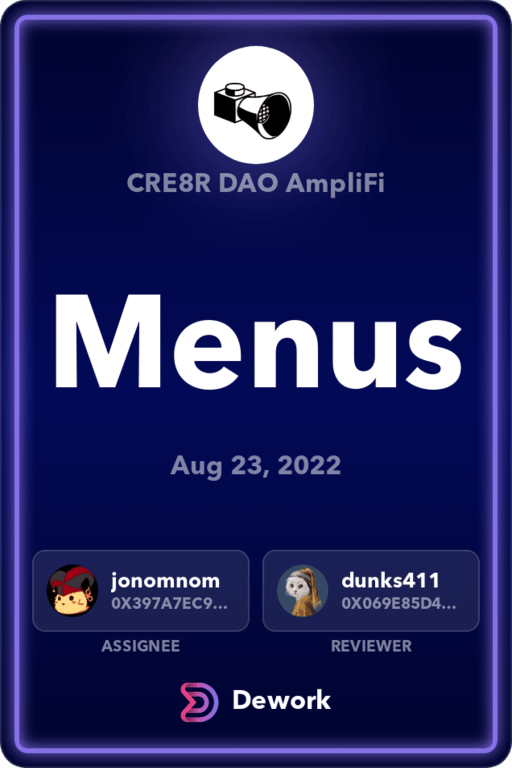 CRE8R DAO AmpliFi
Menus
Aug 23, 2022
jonomnom
0X397A7EC9...
ASSIGNEE
dunks411
0X069E85D4...
REVIEWER
Dework